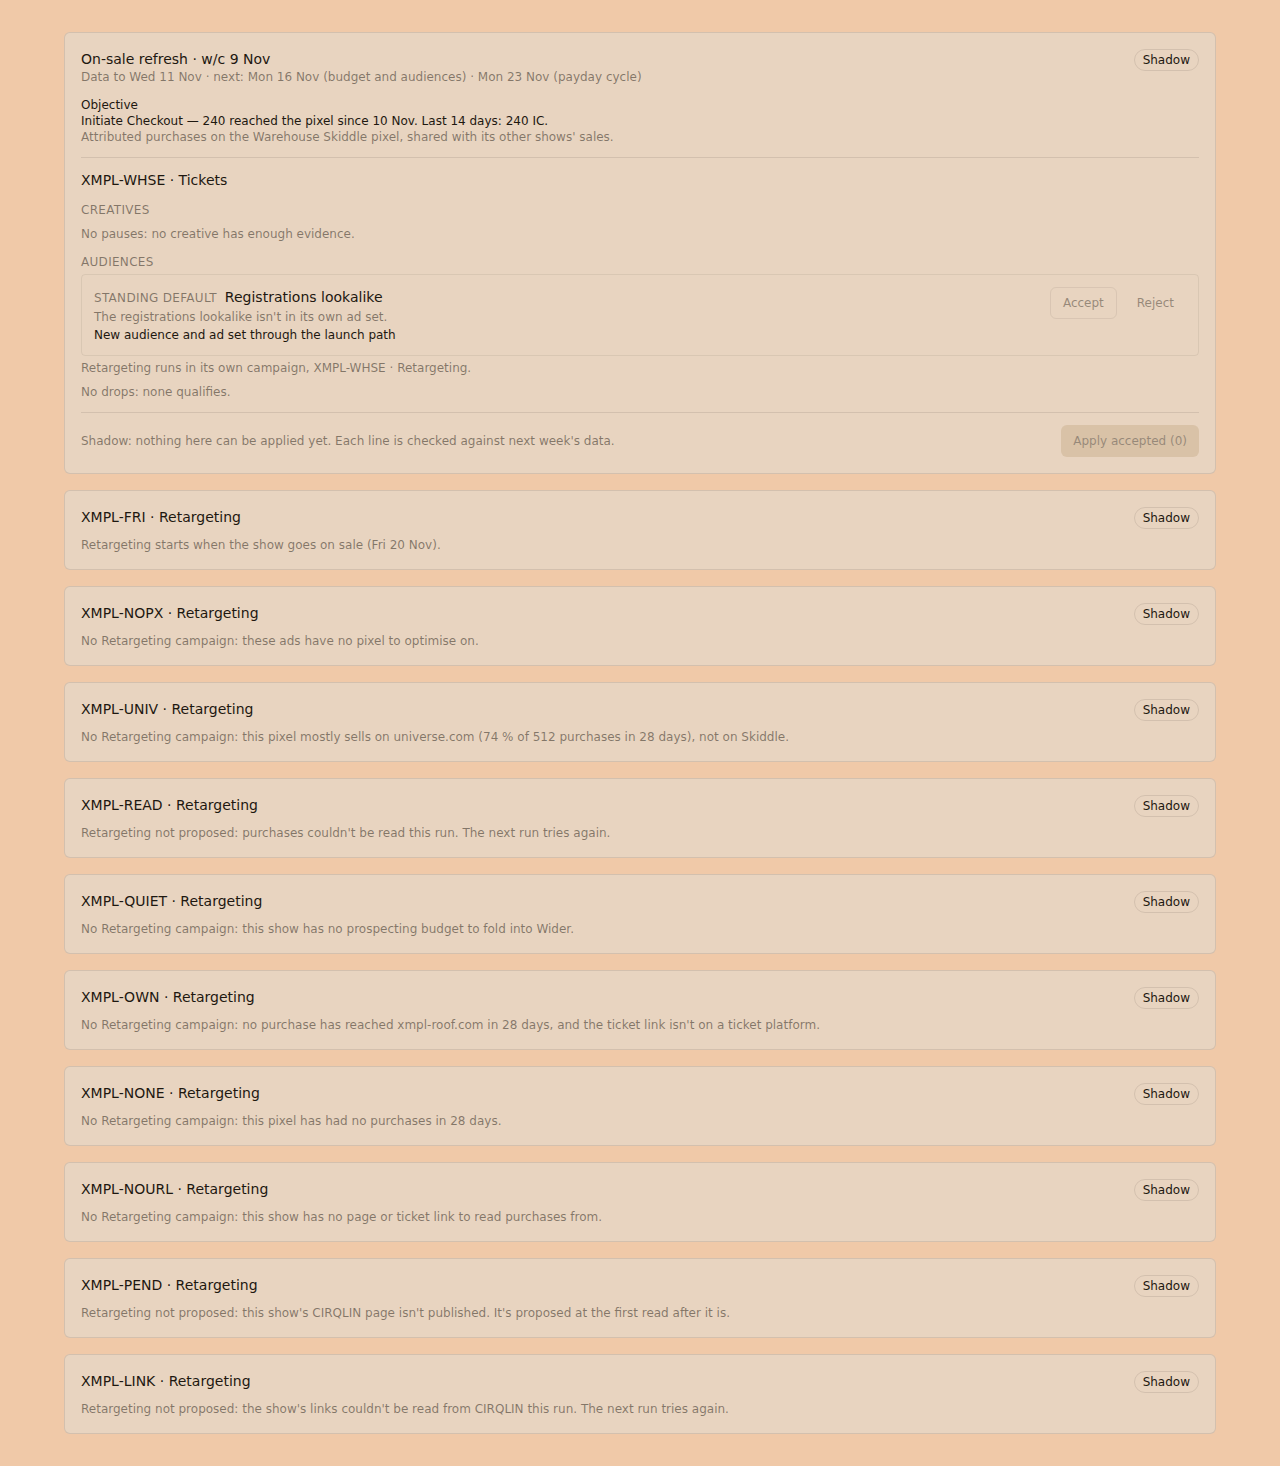 On-sale refresh · w/c 9 Nov
Shadow
Data to Wed 11 Nov · next: Mon 16 Nov (budget and audiences) · Mon 23 Nov (payday cycle)
Objective
Initiate Checkout — 240 reached the pixel since 10 Nov. Last 14 days: 240 IC.
Attributed purchases on the Warehouse Skiddle pixel, shared with its other shows' sales.
XMPL-WHSE · Tickets
CREATIVES
No pauses: no creative has enough evidence.
AUDIENCES
STANDING DEFAULT Registrations lookalike
Accept Reject
The registrations lookalike isn't in its own ad set.
New audience and ad set through the launch path
Retargeting runs in its own campaign, XMPL-WHSE · Retargeting.
No drops: none qualifies.
Shadow: nothing here can be applied yet. Each line is checked against next week's data.
Apply accepted (0)
XMPL-FRI · Retargeting
Shadow
Retargeting starts when the show goes on sale (Fri 20 Nov).
XMPL-NOPX · Retargeting
Shadow
No Retargeting campaign: these ads have no pixel to optimise on.
XMPL-UNIV · Retargeting
Shadow
No Retargeting campaign: this pixel mostly sells on universe.com (74 % of 512 purchases in 28 days), not on Skiddle.
XMPL-READ · Retargeting
Shadow
Retargeting not proposed: purchases couldn't be read this run. The next run tries again.
XMPL-QUIET · Retargeting
Shadow
No Retargeting campaign: this show has no prospecting budget to fold into Wider.
XMPL-OWN · Retargeting
Shadow
No Retargeting campaign: no purchase has reached xmpl-roof.com in 28 days, and the ticket link isn't on a ticket platform.
XMPL-NONE · Retargeting
Shadow
No Retargeting campaign: this pixel has had no purchases in 28 days.
XMPL-NOURL · Retargeting
Shadow
No Retargeting campaign: this show has no page or ticket link to read purchases from.
XMPL-PEND · Retargeting
Shadow
Retargeting not proposed: this show's CIRQLIN page isn't published. It's proposed at the first read after it is.
XMPL-LINK · Retargeting
Shadow
Retargeting not proposed: the show's links couldn't be read from CIRQLIN this run. The next run tries again.